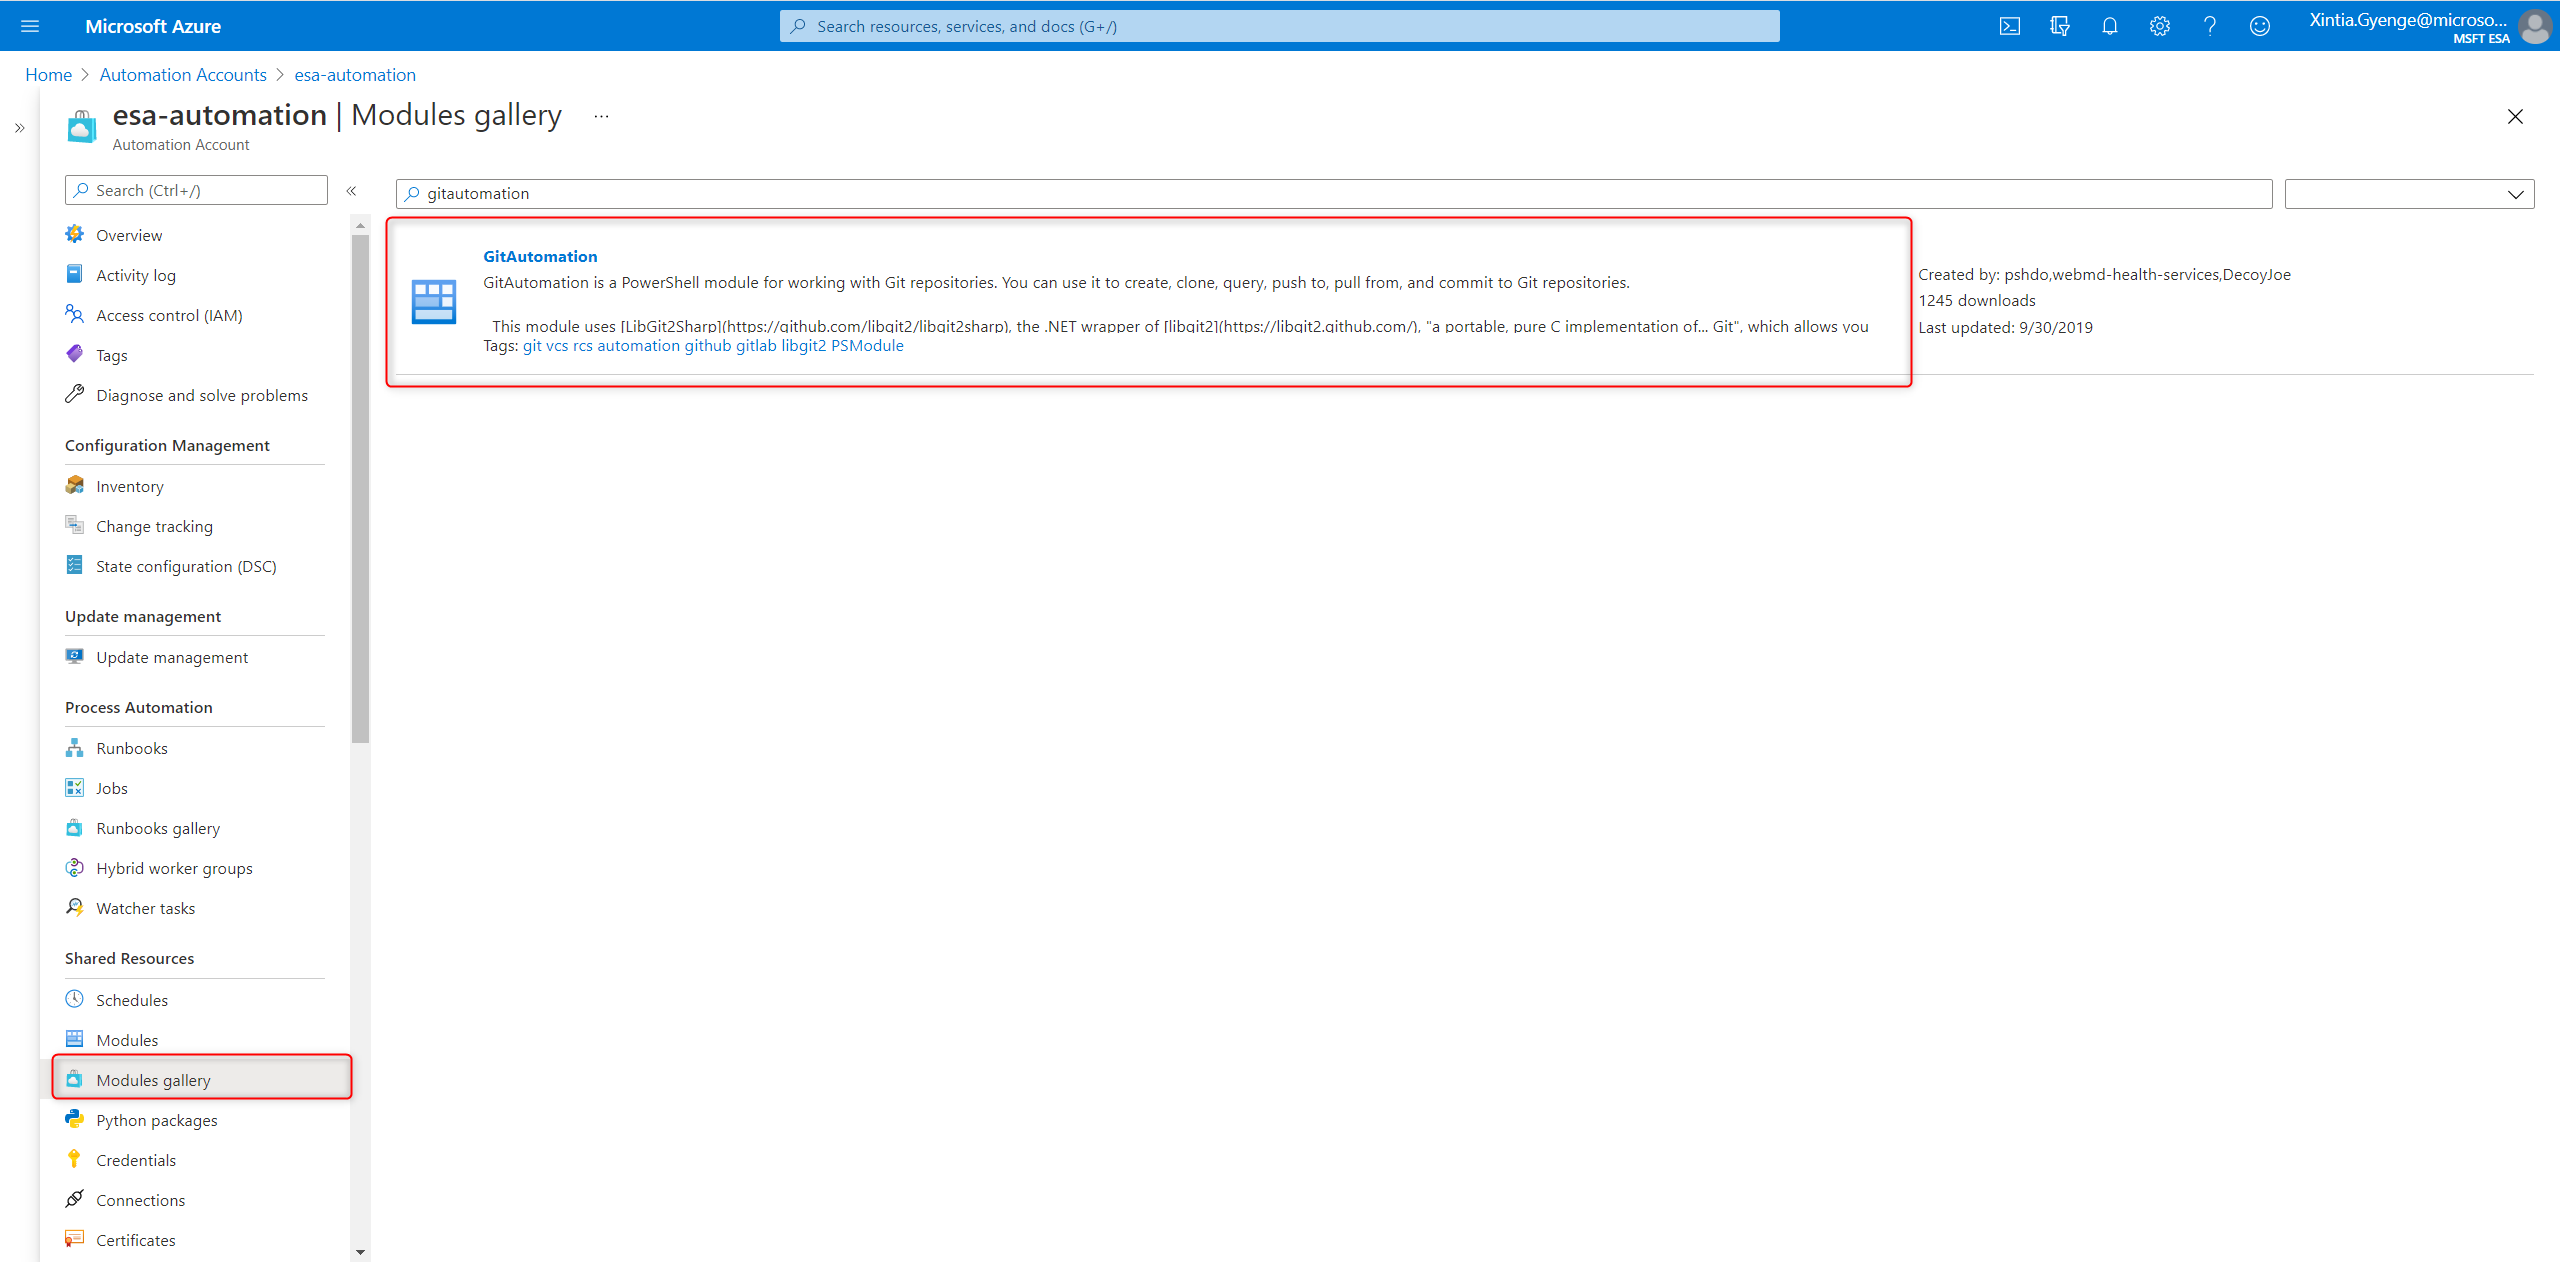 Microsoft Azure
Search resources, services, and docs (G+/)
Xintia.Gyenge@microso...
MSFT ESA
Home > Automation Accounts > esa-automation
esa-automation | Modules gallery ...
Automation Account
Search (Ctrl+/)
Overview
Activity log
Access control (IAM)
Tags
Diagnose and solve problems
Configuration Management
Inventory
Change tracking
State configuration (DSC)
Update management
Update management
Process Automation
Runbooks
Jobs
Runbooks gallery
Hybrid worker groups
Watcher tasks
Shared Resources
Schedules
Modules
Modules gallery
Python packages
Credentials
Connections
Certificates
gitautomation
GitAutomation
GitAutomation is a PowerShell module for working with Git repositories. You can use it to create, clone, query, push to, pull from, and commit to Git repositories.
This module uses [LibGit2Sharp](https://github.com/libgit2/libgit2sharp), the .NET wrapper of [libgit2](https://libgit2.github.com/), "a portable, pure C implementation of... Git", which allows you
Tags: git vcs rcs automation github gitlab libgit2 PSModule
Created by: pshdo,webmd-health-services,DecoyJoe
1245 downloads
Last updated: 9/30/2019